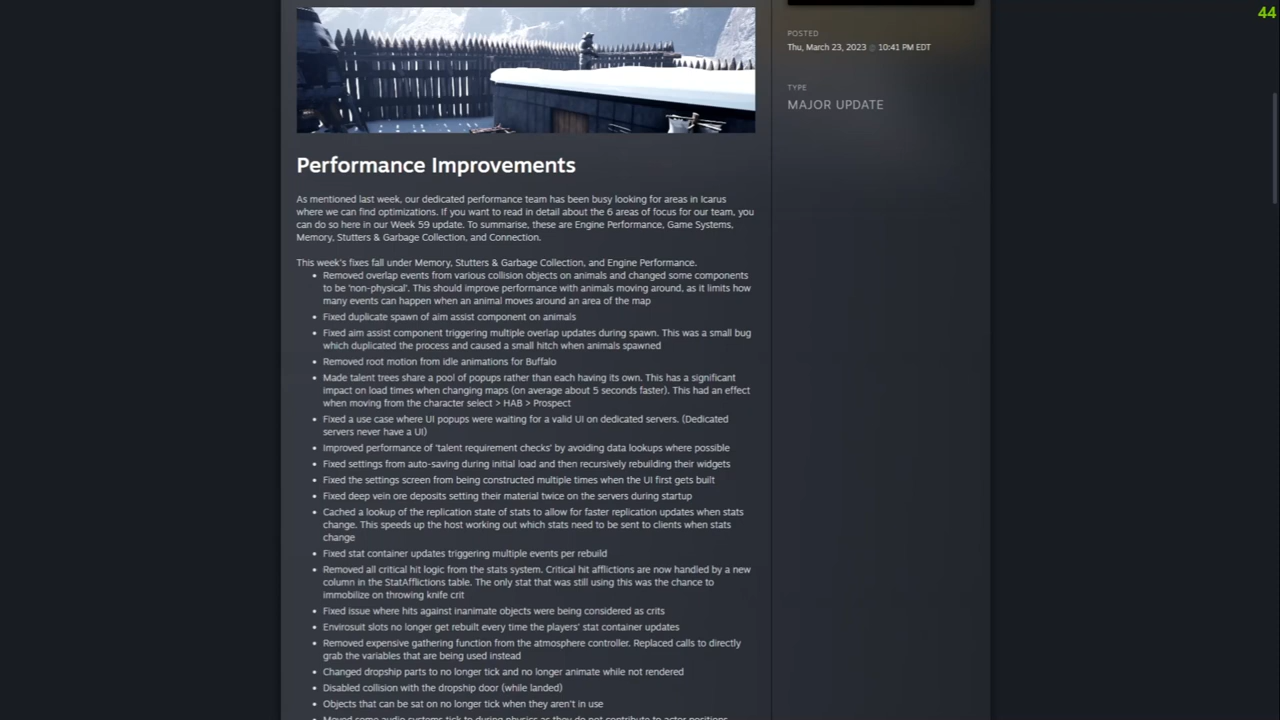 44
POSTED
Thu, March 23, 2023 @ 10:41 PM EDT
TYPE
MAJOR UPDATE
Performance Improvements
As mentioned last week, our dedicated performance team has been busy looking for areas in Icarus
where we can find optimizations. If you want to read in detail about the 6 areas of focus for our team, you
can do so here in our Week 59 update. To summarise, these are Engine Performance, Game Systems,
Memory, Stutters & Garbage Collection, and Connection.
This week's fixes fall under Memory, Stutters & Garbage Collection, and Engine Performance.
• Removed overlap events from various collision objects on animals and changed some components
to be 'non-physical'. This should improve performance with animals moving around, as it limits how
many events can happen when an animal moves around an area of the map
• Fixed duplicate spawn of aim assist component on animals
• Fixed aim assist component triggering multiple overlap updates during spawn. This was a small bug
which duplicated the process and caused a small hitch when animals spawned
• Removed root motion from idle animations for Buffalo
• Made talent trees share a pool of popups rather than each having its own. This has a significant
impact on load times when changing maps (on average about 5 seconds faster). This had an effect
when moving from the character select > HAB > Prospect
• Fixed a use case where UI popups were waiting for a valid UI on dedicated servers. (Dedicated
servers never have a UI)
• Improved performance of 'talent requirement checks' by avoiding data lookups where possible
• Fixed settings from auto-saving during initial load and then recursively rebuilding their widgets
• Fixed the settings screen from being constructed multiple times when the UI first gets built
• Fixed deep vein ore deposits setting their material twice on the servers during startup
• Cached a lookup of the replication state of stats to allow for faster replication updates when stats
change. This speeds up the host working out which stats need to be sent to clients when stats
change
• Fixed stat container updates triggering multiple events per rebuild
• Removed all critical hit logic from the stats system. Critical hit afflictions are now handled by a new
column in the StatAfflictions table. The only stat that was still using this was the chance to
immobilize on throwing knife crit
• Fixed issue where hits against inanimate objects were being considered as crits
• Envirosuit slots no longer get rebuilt every time the players' stat container updates
• Removed expensive gathering function from the atmosphere controller. Replaced calls to directly
grab the variables that are being used instead
• Changed dropship parts to no longer tick and no longer animate while not rendered
• Disabled collision with the dropship door (while landed)
• Objects that can be sat on no longer tick when they aren't in use
• Moved some audio systems tick to during physics as they do not contribute to actor positions